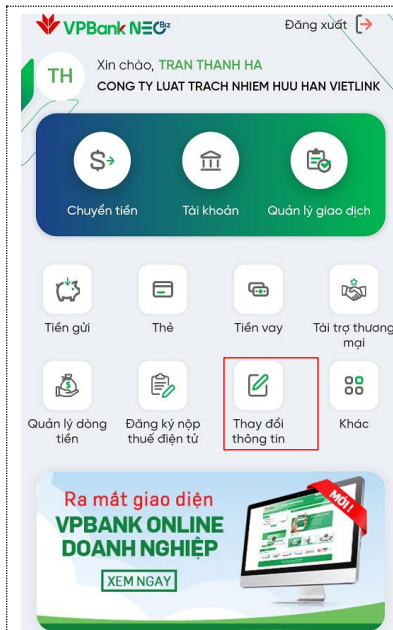 VPBank NEOBiz
Đăng xuất
TH
Xin chào, TRAN THANH HA
CONG TY LUAT TRACH NHIEM HUU HAN VIETLINK
Chuyển tiền
Tài khoản
Quản lý giao dịch
Tiền gửi
Thẻ
Tiền vay
Tài trợ thương
mại
Quản lý dòng
tiền
Đăng ký nộp
thuế điện tử
Thay đổi
thông tin
Khác
Ra mắt giao diện
VPBANK ONLINE
DOANH NGHIỆP
XEM NGAY
MỚI!